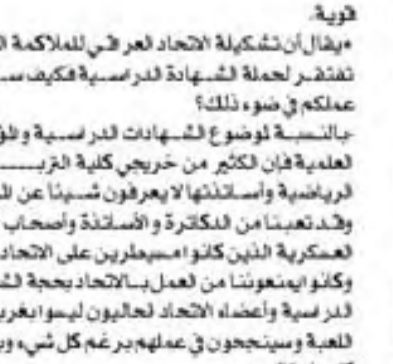 قوية.
•يقال أن تشكيلة الاتحاد العراقي للملاكمة
تفتقر لحملة الشهادة الدراسية فكيف
عملكم في ضوء ذلك؟
-بالنسبة لموضوع الشهادات الدراسية
العلمية فإن الكثير من خريجي كلية
الرياضية وأساتذتها لا يعرفون شيئا عن
وقد تعبنا من الدكاترة والأساتذة وأصحاب
العسكرية الذين كانوا مسيطرين على الاتحاد
وكانوا يمنعوننا من العمل بالاتحاد بحجة
الدراسية وأعضاء الاتحاد الحاليون ليسوا
اللعبة وسينجحون في عملهم برغم كل شيء